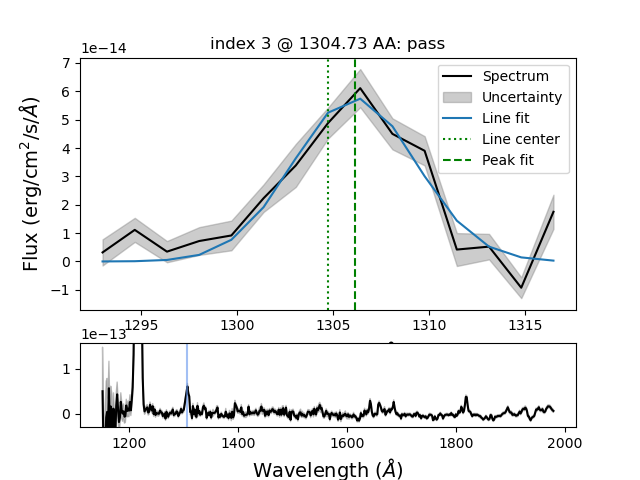 index 3 @ 1304.73 AA: pass
1e−14
7
6
5
4
3
2
1
0
−1
Flux (erg/cm²/s/Å)
Spectrum
Uncertainty
Line fit
Line center
Peak fit
1295 1300 1305 1310 1315
1e−13
1
0
1200 1400 1600 1800 2000
Wavelength (Å)